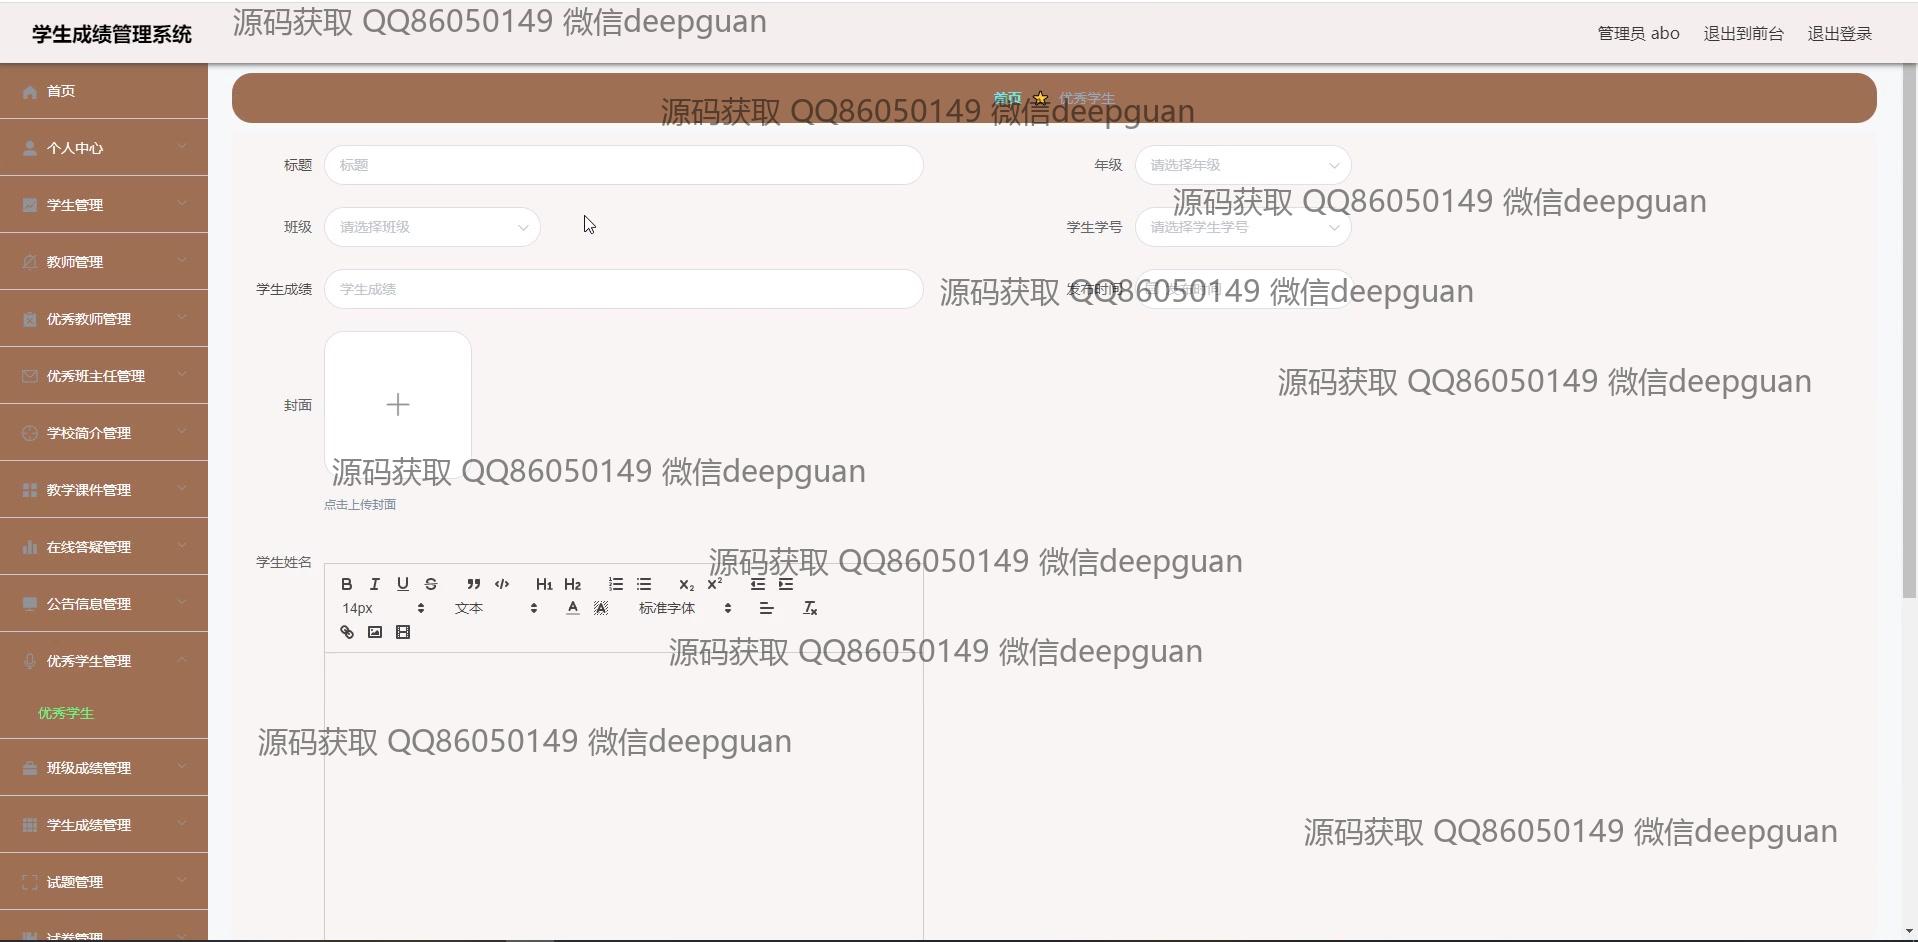 学生成绩管理系统
源码获取 QQ86050149 微信deepguan
管理员 abo
退出到前台
退出登录
首页
个人中心
学生管理
教师管理
优秀教师管理
优秀班主任管理
学校简介管理
教学课件管理
在线答疑管理
公告信息管理
优秀学生管理
优秀学生
班级成绩管理
学生成绩管理
试题管理
试卷管理
首页 优秀学生
源码获取 QQ86050149 微信deepguan
标题 标题
年级 请选择年级
源码获取 QQ86050149 微信deepguan
班级 请选择班级
学生学号 请选择学生学号
学生成绩 学生成绩
发布时间 发布时间
源码获取 QQ86050149 微信deepguan
源码获取 QQ86050149 微信deepguan
封面
源码获取 QQ86050149 微信deepguan
点击上传封面
学生姓名
源码获取 QQ86050149 微信deepguan
B I U S H1 H2 X2 X2
14px 文本 A A 标准字体
源码获取 QQ86050149 微信deepguan
源码获取 QQ86050149 微信deepguan
源码获取 QQ86050149 微信deepguan